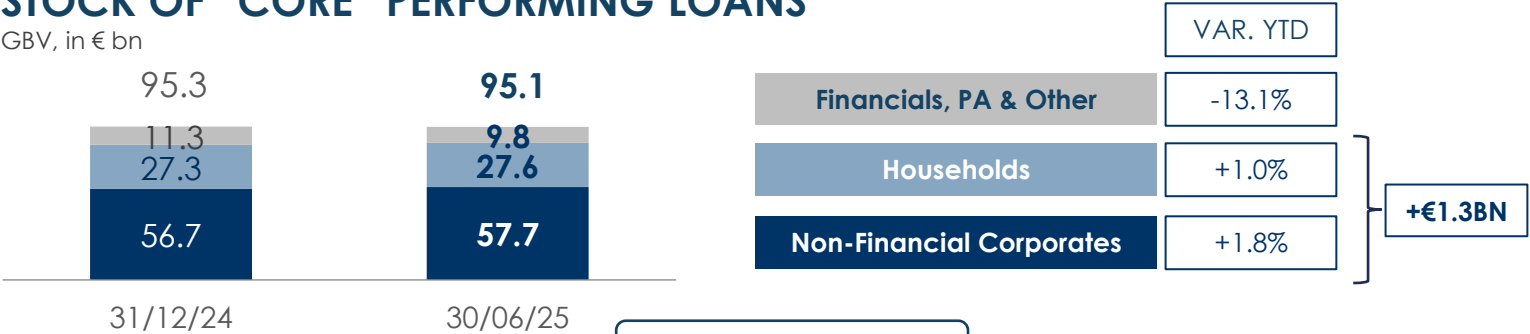 STOCK OF "CORE" PERFORMING LOANS
GBV, in € bn
VAR. YTD
95.3
95.1
Financials, PA & Other
-13.1%
11.3
9.8
27.3
27.6
Households
+1.0%
+€1.3BN
56.7
57.7
Non-Financial Corporates
+1.8%
31/12/24
30/06/25